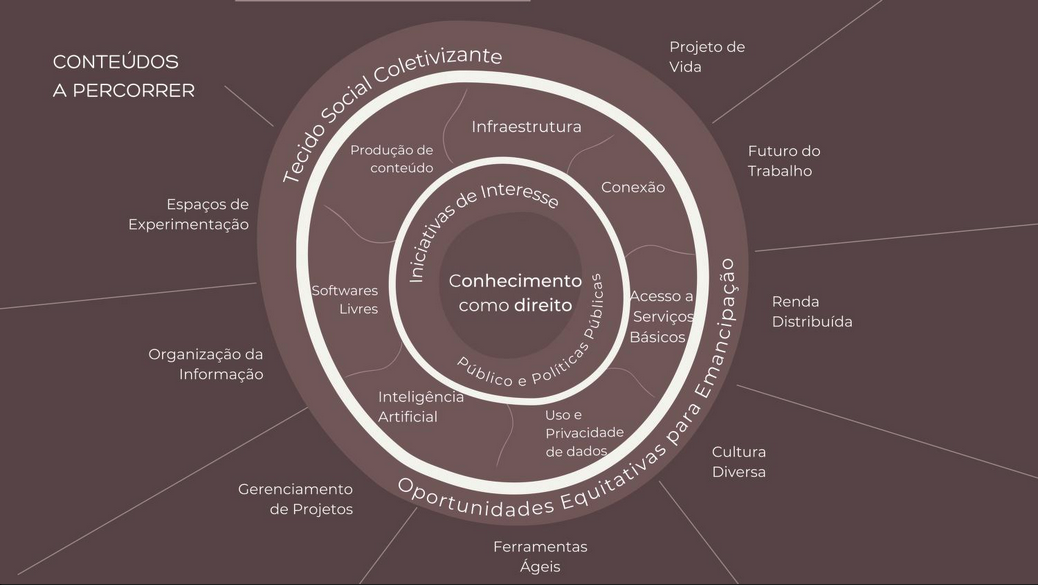 CONTEÚDOS
A PERCORRER
Tecido Social Coletivizante
Projeto de
Vida
Futuro do
Trabalho
Renda
Distribuída
Cultura
Diversa
Ferramentas
Ágeis
Gerenciamento
de Projetos
Organização da
Informação
Espaços de
Experimentação
Oportunidades Equitativas para Emancipação
Infraestrutura
Conexão
Acesso a
Serviços
Básicos
Uso e
Privacidade
de dados
Inteligência
Artificial
Softwares
Livres
Produção de
conteúdo
Iniciativas de Interesse
Público e Políticas Públicas
Conhecimento
como direito